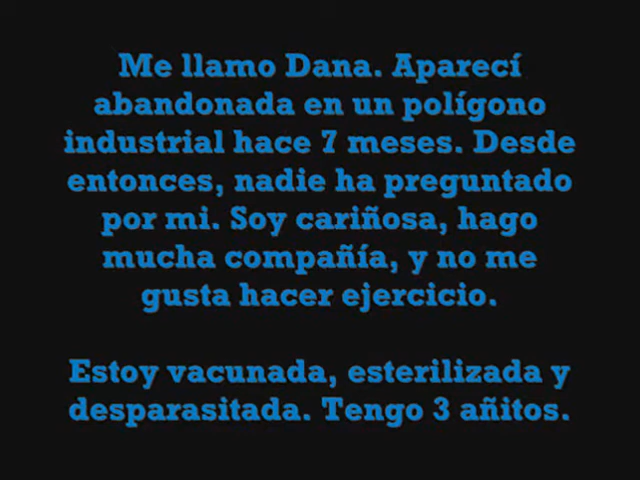 Me llamo Dana. Aparecí
abandonada en un polígono
industrial hace 7 meses. Desde
entonces, nadie ha preguntado
por mi. Soy cariñosa, hago
mucha compañía, y no me
gusta hacer ejercicio.
Estoy vacunada, esterilizada y
desparasitada. Tengo 3 añitos.